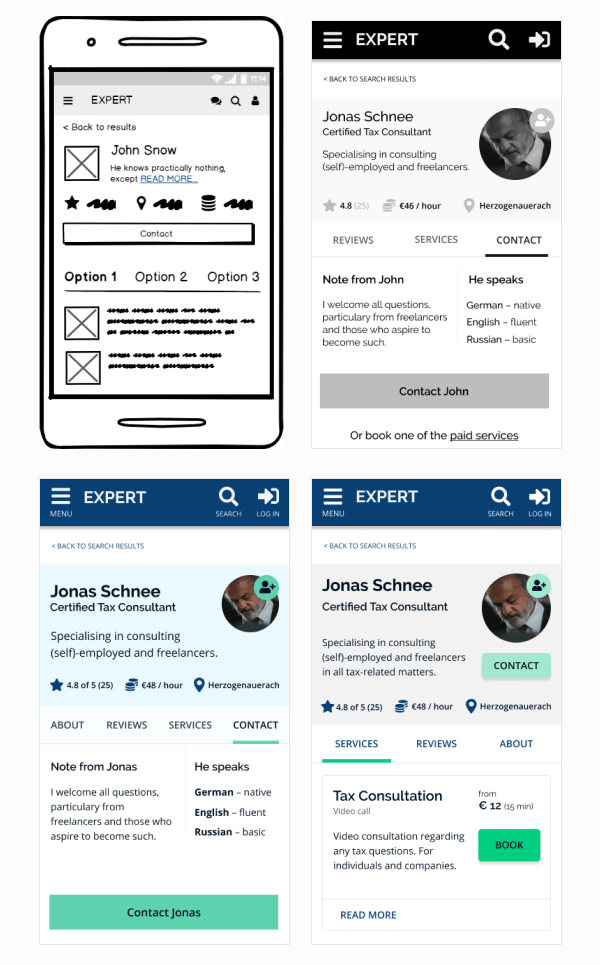 11:14
EXPERT
< Back to results
John Snow
He knows practically nothing,
except READ MORE...
Contact
Option 1 Option 2 Option 3
EXPERT
< BACK TO SEARCH RESULTS
Jonas Schnee
Certified Tax Consultant
Specialising in consulting
(self)-employed and freelancers.
4.8 (25) €46 / hour Herzogenauerach
REVIEWS SERVICES CONTACT
Note from John
I welcome all questions,
particulary from freelancers
and those who aspire to
become such.
He speaks
German – native
English – fluent
Russian – basic
Contact John
Or book one of the paid services
EXPERT
MENU SEARCH LOG IN
< BACK TO SEARCH RESULTS
Jonas Schnee
Certified Tax Consultant
Specialising in consulting
(self)-employed and freelancers.
4.8 of 5 (25) €48 / hour Herzogenauerach
ABOUT REVIEWS SERVICES CONTACT
Note from Jonas
I welcome all questions,
particulary from
freelancers and those who
aspire to become such.
He speaks
German – native
English – fluent
Russian – basic
Contact Jonas
EXPERT
MENU SEARCH LOG IN
< BACK TO SEARCH RESULTS
Jonas Schnee
Certified Tax Consultant
Specialising in consulting
(self)-employed and freelancers
in all tax-related matters.
CONTACT
4.8 of 5 (25) €48 / hour Herzogenauerach
SERVICES REVIEWS ABOUT
Tax Consultation
Video call
from
€ 12 (15 min)
Video consultation regarding
any tax questions. For
individuals and companies.
BOOK
READ MORE